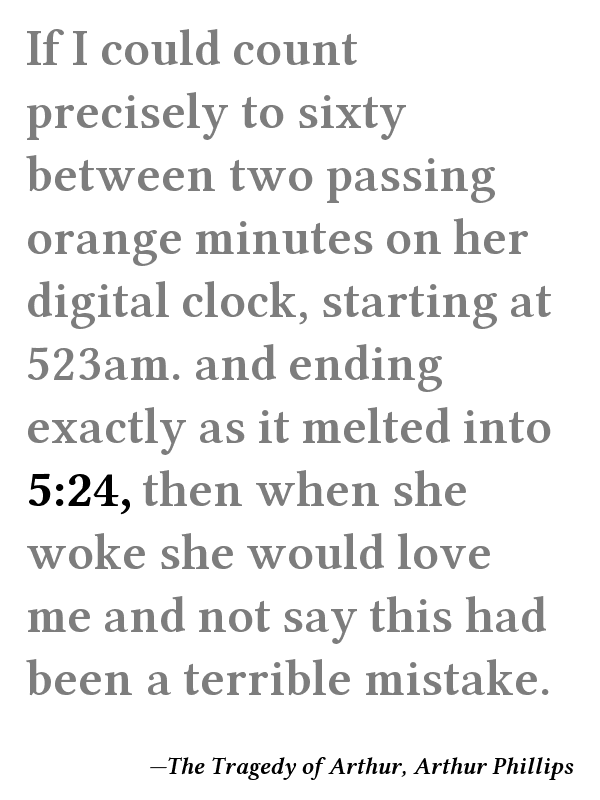 If I could count
precisely to sixty
between two passing
orange minutes on her
digital clock, starting at
523am. and ending
exactly as it melted into
5:24, then when she
woke she would love
me and not say this had
been a terrible mistake.
—The Tragedy of Arthur, Arthur Phillips